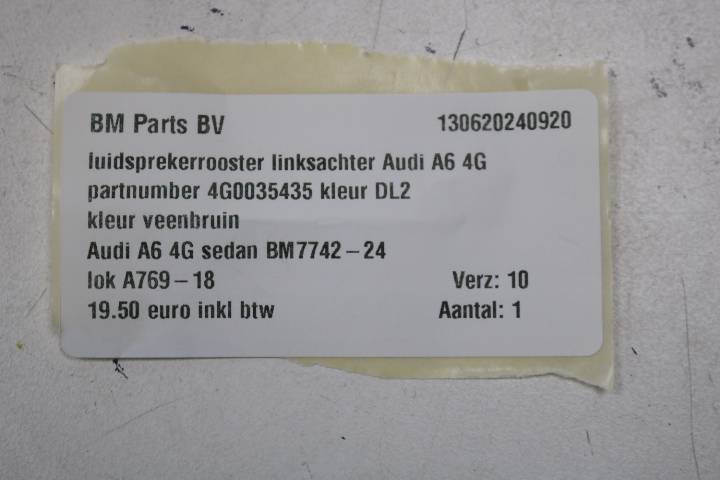 BM Parts BV 130620240920
luidsprekerrooster linksachter Audi A6 4G
partnumber 4G0035435 kleur DL2
kleur veenbruin
Audi A6 4G sedan BM7742-24
lok A769-18 Verz: 10
19.50 euro inkl btw Aantal: 1